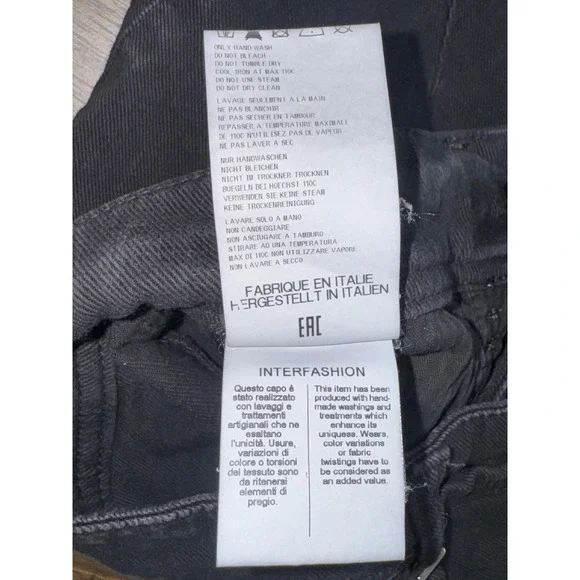 ONLY HAND WASH
DO NOT BLEACH
DO NOT TUMBLE DRY
COOL IRON AT MAX 110C
DO NOT USE STEAM
DO NOT DRY CLEAN
LAVAGE SEULEMENT A LA MAIN
NE PAS BLANCHIR
NE PAS SECHER EN TAMBOUR
REPASSER A TEMPERATURE MAXIMALE
DE 110C N'UTILISEZ PAS DE VAPEUR
NE PAS LAVER A SEC
NUR HANDWASCHEN
NICHT BLEICHEN
NICHT IM TROCKNER TROCKNEN
BUEGELN BEI HOECHST 110C
VERWENDEN SIE KEINE STEAM
KEINE TROCKENREINIGUNG
LAVARE SOLO A MANO
NON CANDEGGIARE
NON ASCIUGARE A TAMBURO
STIRARE AD UNA TEMPERATURA
MAX DI 110C NON UTILIZZARE VAPORE
NON LAVARE A SECCO
FABRIQUE EN ITALIE
HERGESTELLT IN ITALIEN
EAC
INTERFASHION
Questo capo è
stato realizzato
con lavaggi e
trattamenti
artigianali che ne
esaltano
l'unicità. Usure,
variazioni di
colore o torsioni
del tessuto sono
da ritenersi
elementi di
pregio.
This item has been
produced with hand-
made washings and
treatments which
enhance its
uniquess. Wears,
color variations
or fabric
twistings have to
be considered as
an added value.